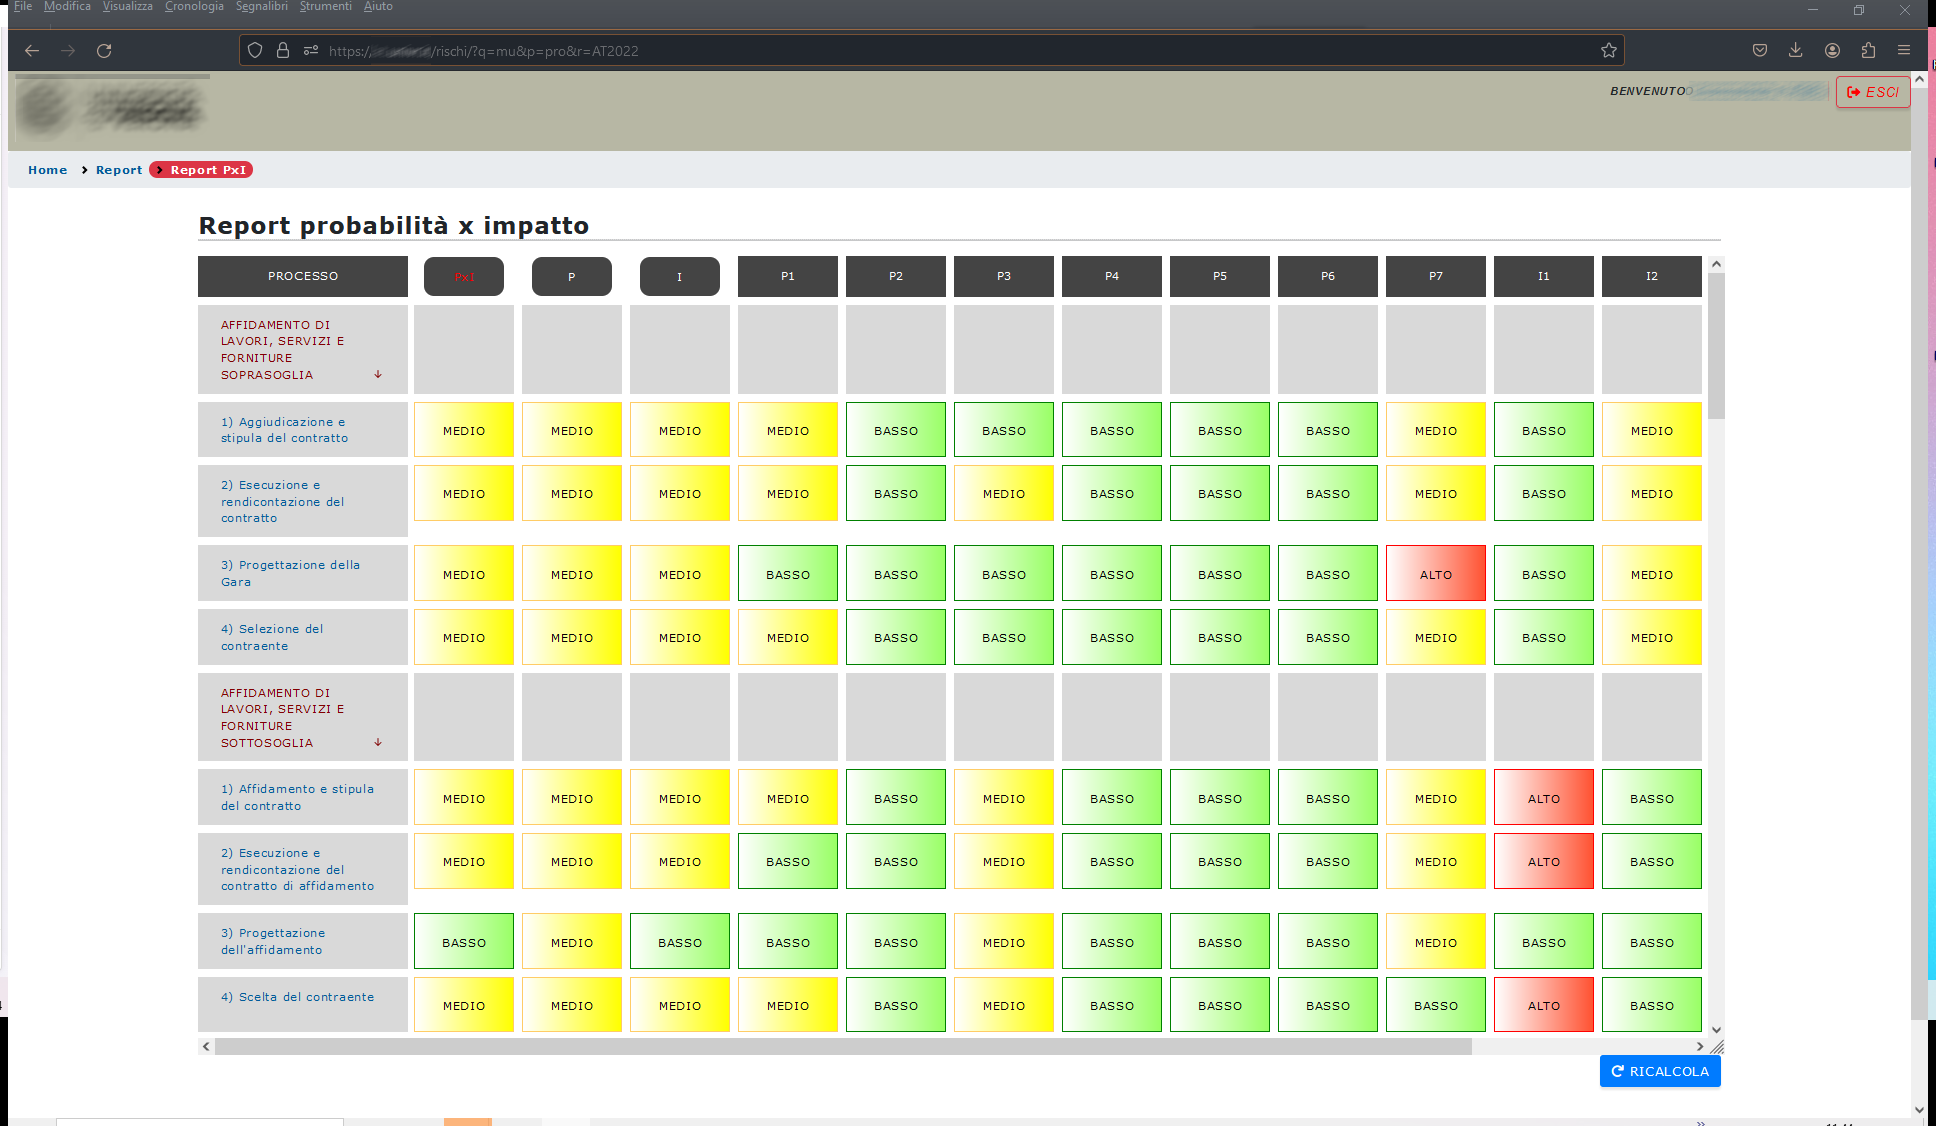 File Modifica Visualizza Cronologia Segnalibri Strumenti Aiuto
https:/ /rischi/?q=mu&p=pro&r=AT2022
BENVENUTO ESCI
Home Report Report PxI
Report probabilità x impatto
PROCESSO PxI P I P1 P2 P3 P4 P5 P6 P7 I1 I2
AFFIDAMENTO DI
LAVORI, SERVIZI E
FORNITURE
SOPRASOGLIA ↓
1) Aggiudicazione e
stipula del contratto
MEDIO MEDIO MEDIO MEDIO BASSO BASSO BASSO BASSO BASSO MEDIO BASSO MEDIO
2) Esecuzione e
rendicontazione del
contratto
MEDIO MEDIO MEDIO MEDIO BASSO MEDIO BASSO BASSO BASSO MEDIO BASSO MEDIO
3) Progettazione della
Gara
MEDIO MEDIO MEDIO BASSO BASSO BASSO BASSO BASSO BASSO ALTO BASSO MEDIO
4) Selezione del
contraente
MEDIO MEDIO MEDIO MEDIO BASSO BASSO BASSO BASSO BASSO MEDIO BASSO MEDIO
AFFIDAMENTO DI
LAVORI, SERVIZI E
FORNITURE
SOTTOSOGLIA ↓
1) Affidamento e stipula
del contratto
MEDIO MEDIO MEDIO MEDIO BASSO MEDIO BASSO BASSO BASSO MEDIO ALTO BASSO
2) Esecuzione e
rendicontazione del
contratto di affidamento
MEDIO MEDIO MEDIO BASSO BASSO MEDIO BASSO BASSO BASSO MEDIO ALTO BASSO
3) Progettazione
dell'affidamento
BASSO MEDIO BASSO BASSO BASSO MEDIO BASSO BASSO BASSO MEDIO BASSO BASSO
4) Scelta del contraente
MEDIO MEDIO MEDIO MEDIO BASSO MEDIO BASSO BASSO BASSO BASSO ALTO BASSO
RICALCOLA